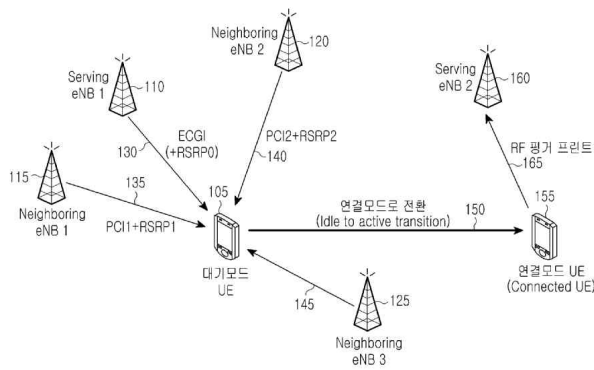 Neighboring
eNB 2
120
Serving
eNB 1
110
Serving
eNB 2
160
ECGI
(+RSRP0)
130
PCI2+RSRP2
140
RF 핑거 프린트
165
115
Neighboring
eNB 1
135
PCI1+RSRP1
105
대기모드
UE
연결모드로 전환
(Idle to active transition)
150
155
연결모드 UE
(Connected UE)
145
125
Neighboring
eNB 3